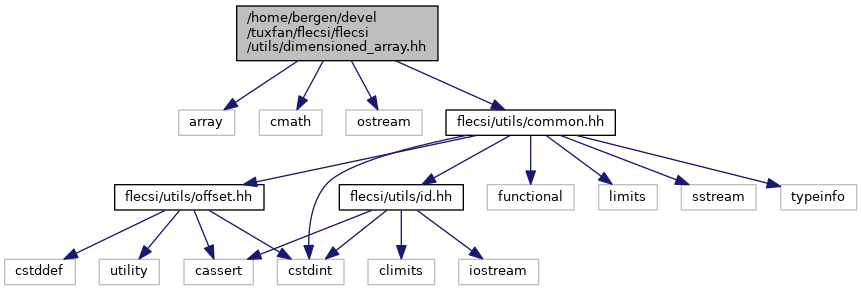 /home/bergen/devel
/tuxfan/flecsi/flecsi
/utils/dimensioned_array.hh
array
cmath
ostream
flecsi/utils/common.hh
flecsi/utils/offset.hh
flecsi/utils/id.hh
functional
limits
sstream
typeinfo
cstddef
utility
cassert
cstdint
climits
iostream